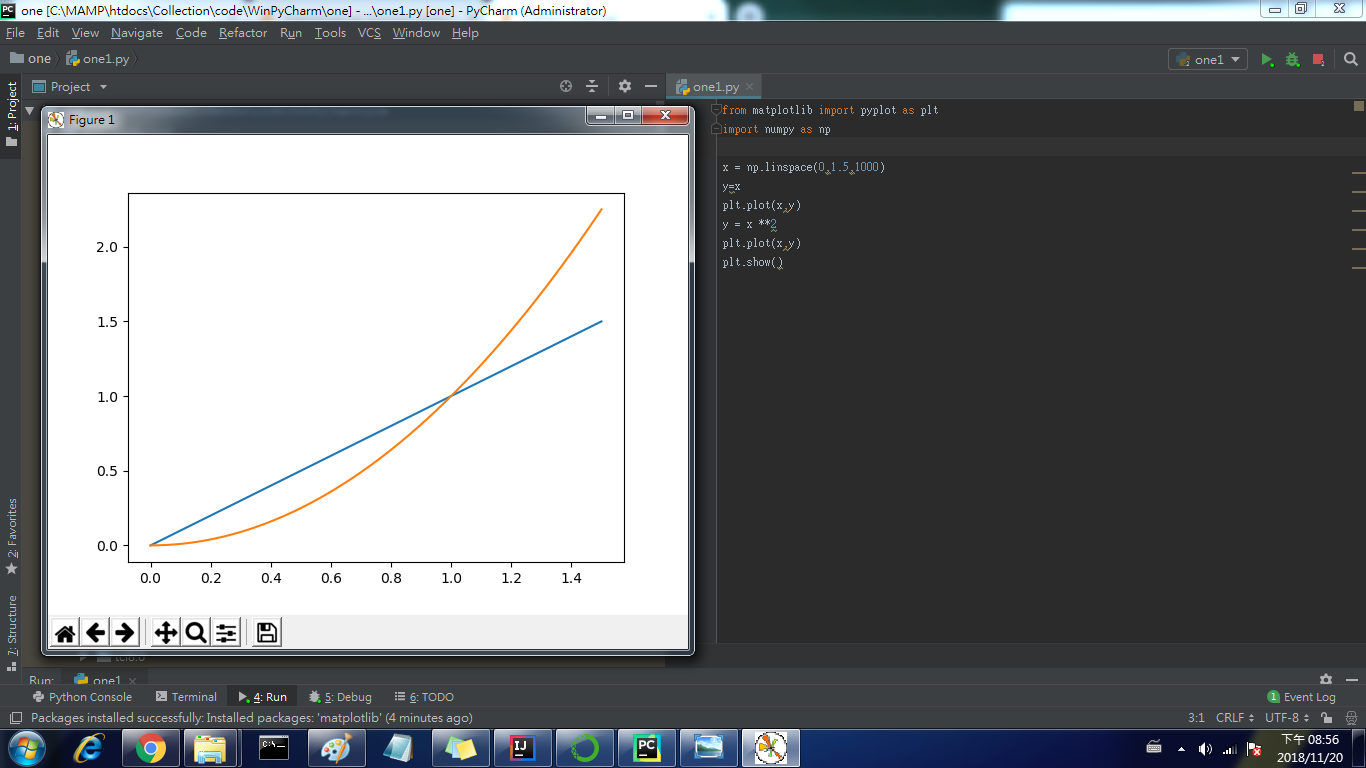 one [C:\MAMP\htdocs\Collection\code\WinPyCharm\one] - ...\one1.py [one] - PyCharm (Administrator)
File Edit View Navigate Code Refactor Run Tools VCS Window Help
one one1.py
one1
1: Project
Project
one1.py
Figure 1
2.0
1.5
1.0
0.5
0.0
0.0 0.2 0.4 0.6 0.8 1.0 1.2 1.4
from matplotlib import pyplot as plt
import numpy as np
x = np.linspace(0,1.5,1000)
y=x
plt.plot(x,y)
y = x **2
plt.plot(x,y)
plt.show()
2: Favorites
7: Structure
tcl8.6
Run: one1
Python Console Terminal 4: Run 5: Debug 6: TODO
1 Event Log
Packages installed successfully: Installed packages: 'matplotlib' (4 minutes ago)
3:1 CRLF UTF-8
C:\
IJ
PC
下午 08:56
2018/11/20